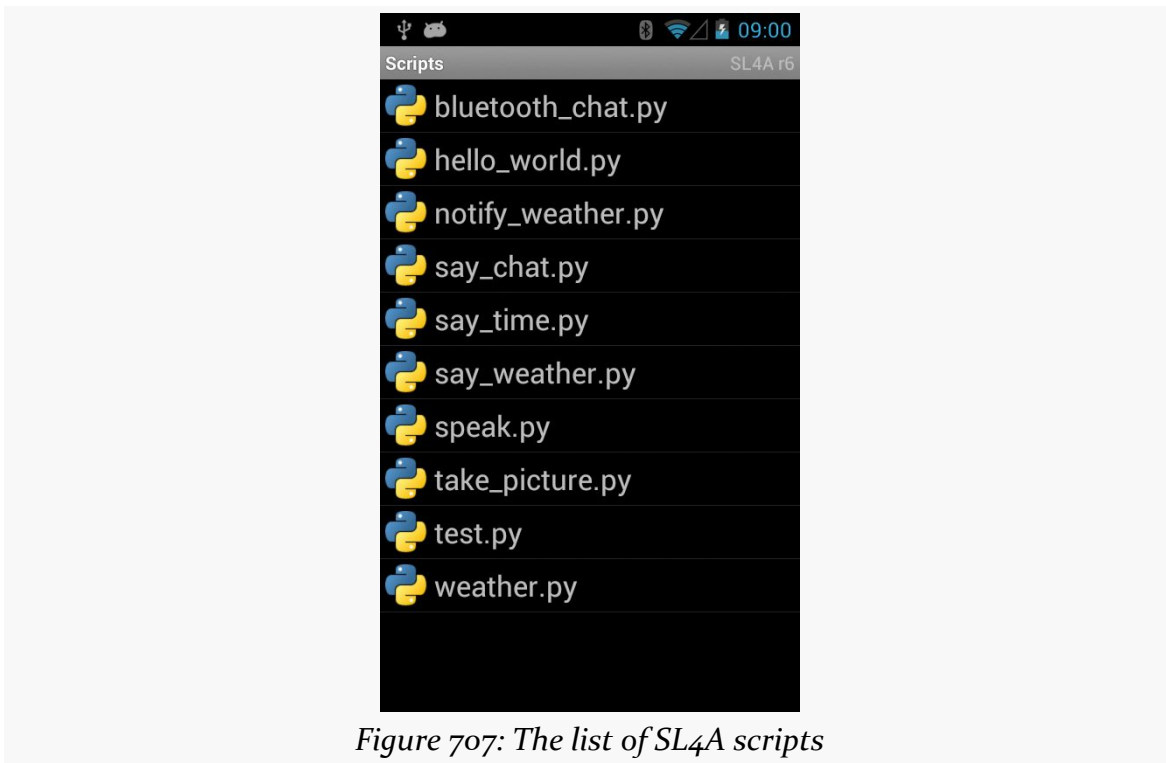 09:00
Scripts SL4A r6
bluetooth_chat.py
hello_world.py
notify_weather.py
say_chat.py
say_time.py
say_weather.py
speak.py
take_picture.py
test.py
weather.py
Figure 707: The list of SL4A scripts